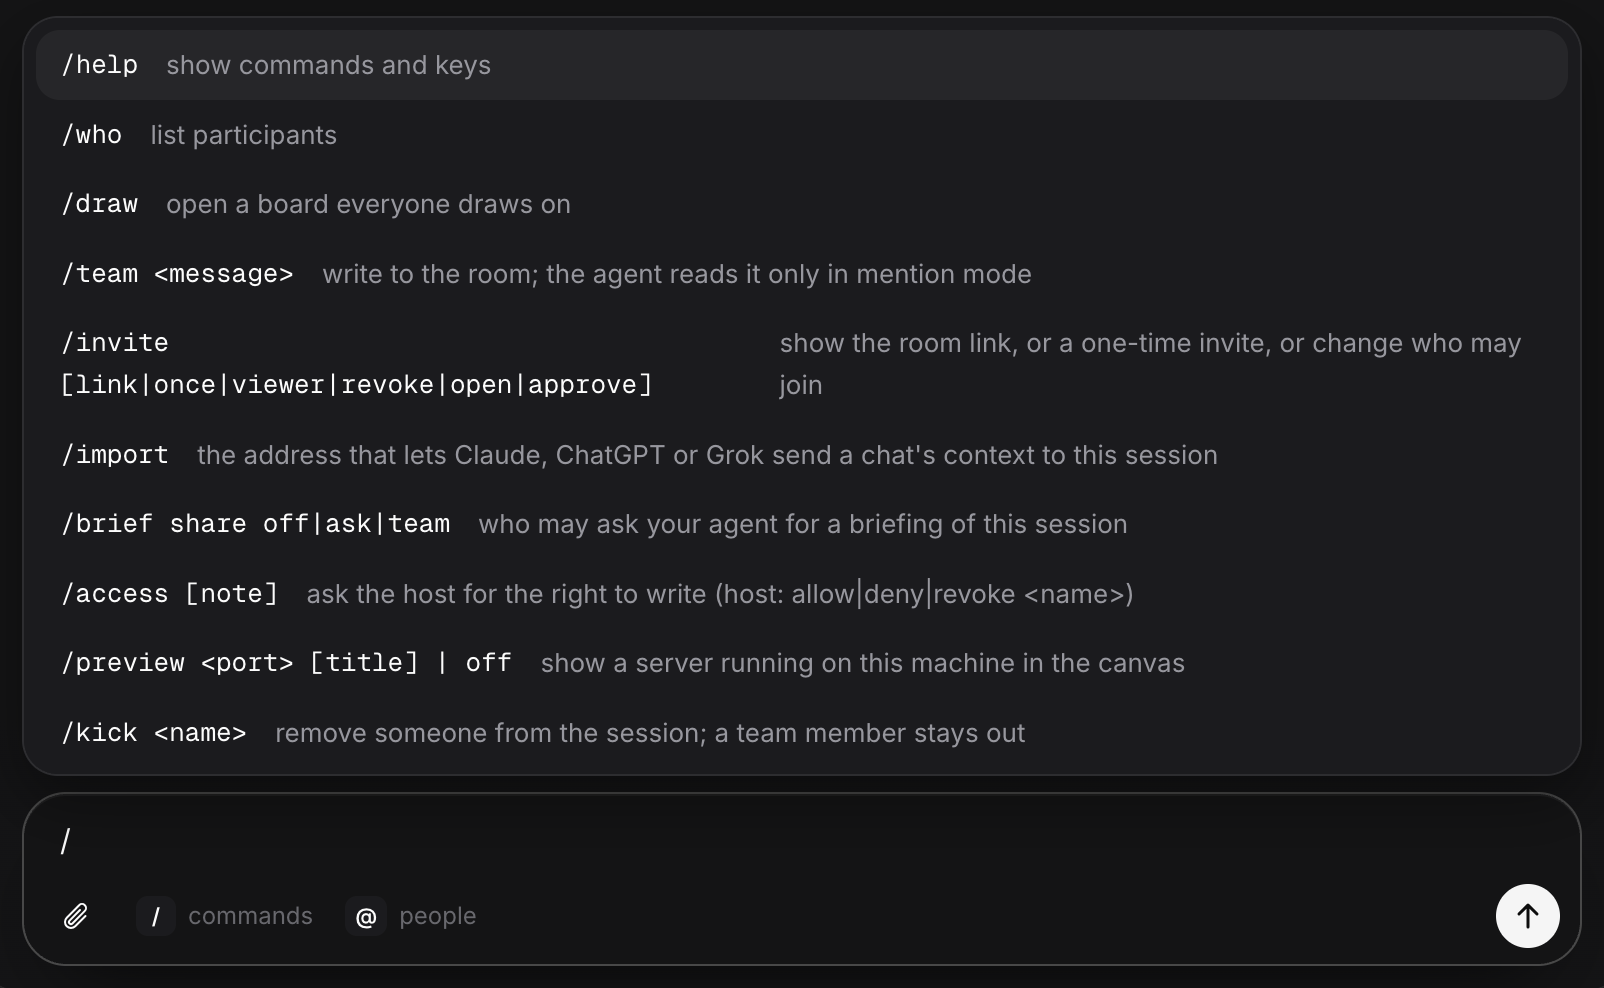 /help show commands and keys
/who list participants
/draw open a board everyone draws on
/team <message> write to the room; the agent reads it only in mention mode
/invite [link|once|viewer|revoke|open|approve] show the room link, or a one-time invite, or change who may join
/import the address that lets Claude, ChatGPT or Grok send a chat's context to this session
/brief share off|ask|team who may ask your agent for a briefing of this session
/access [note] ask the host for the right to write (host: allow|deny|revoke <name>)
/preview <port> [title] | off show a server running on this machine in the canvas
/kick <name> remove someone from the session; a team member stays out
/
/ commands @ people